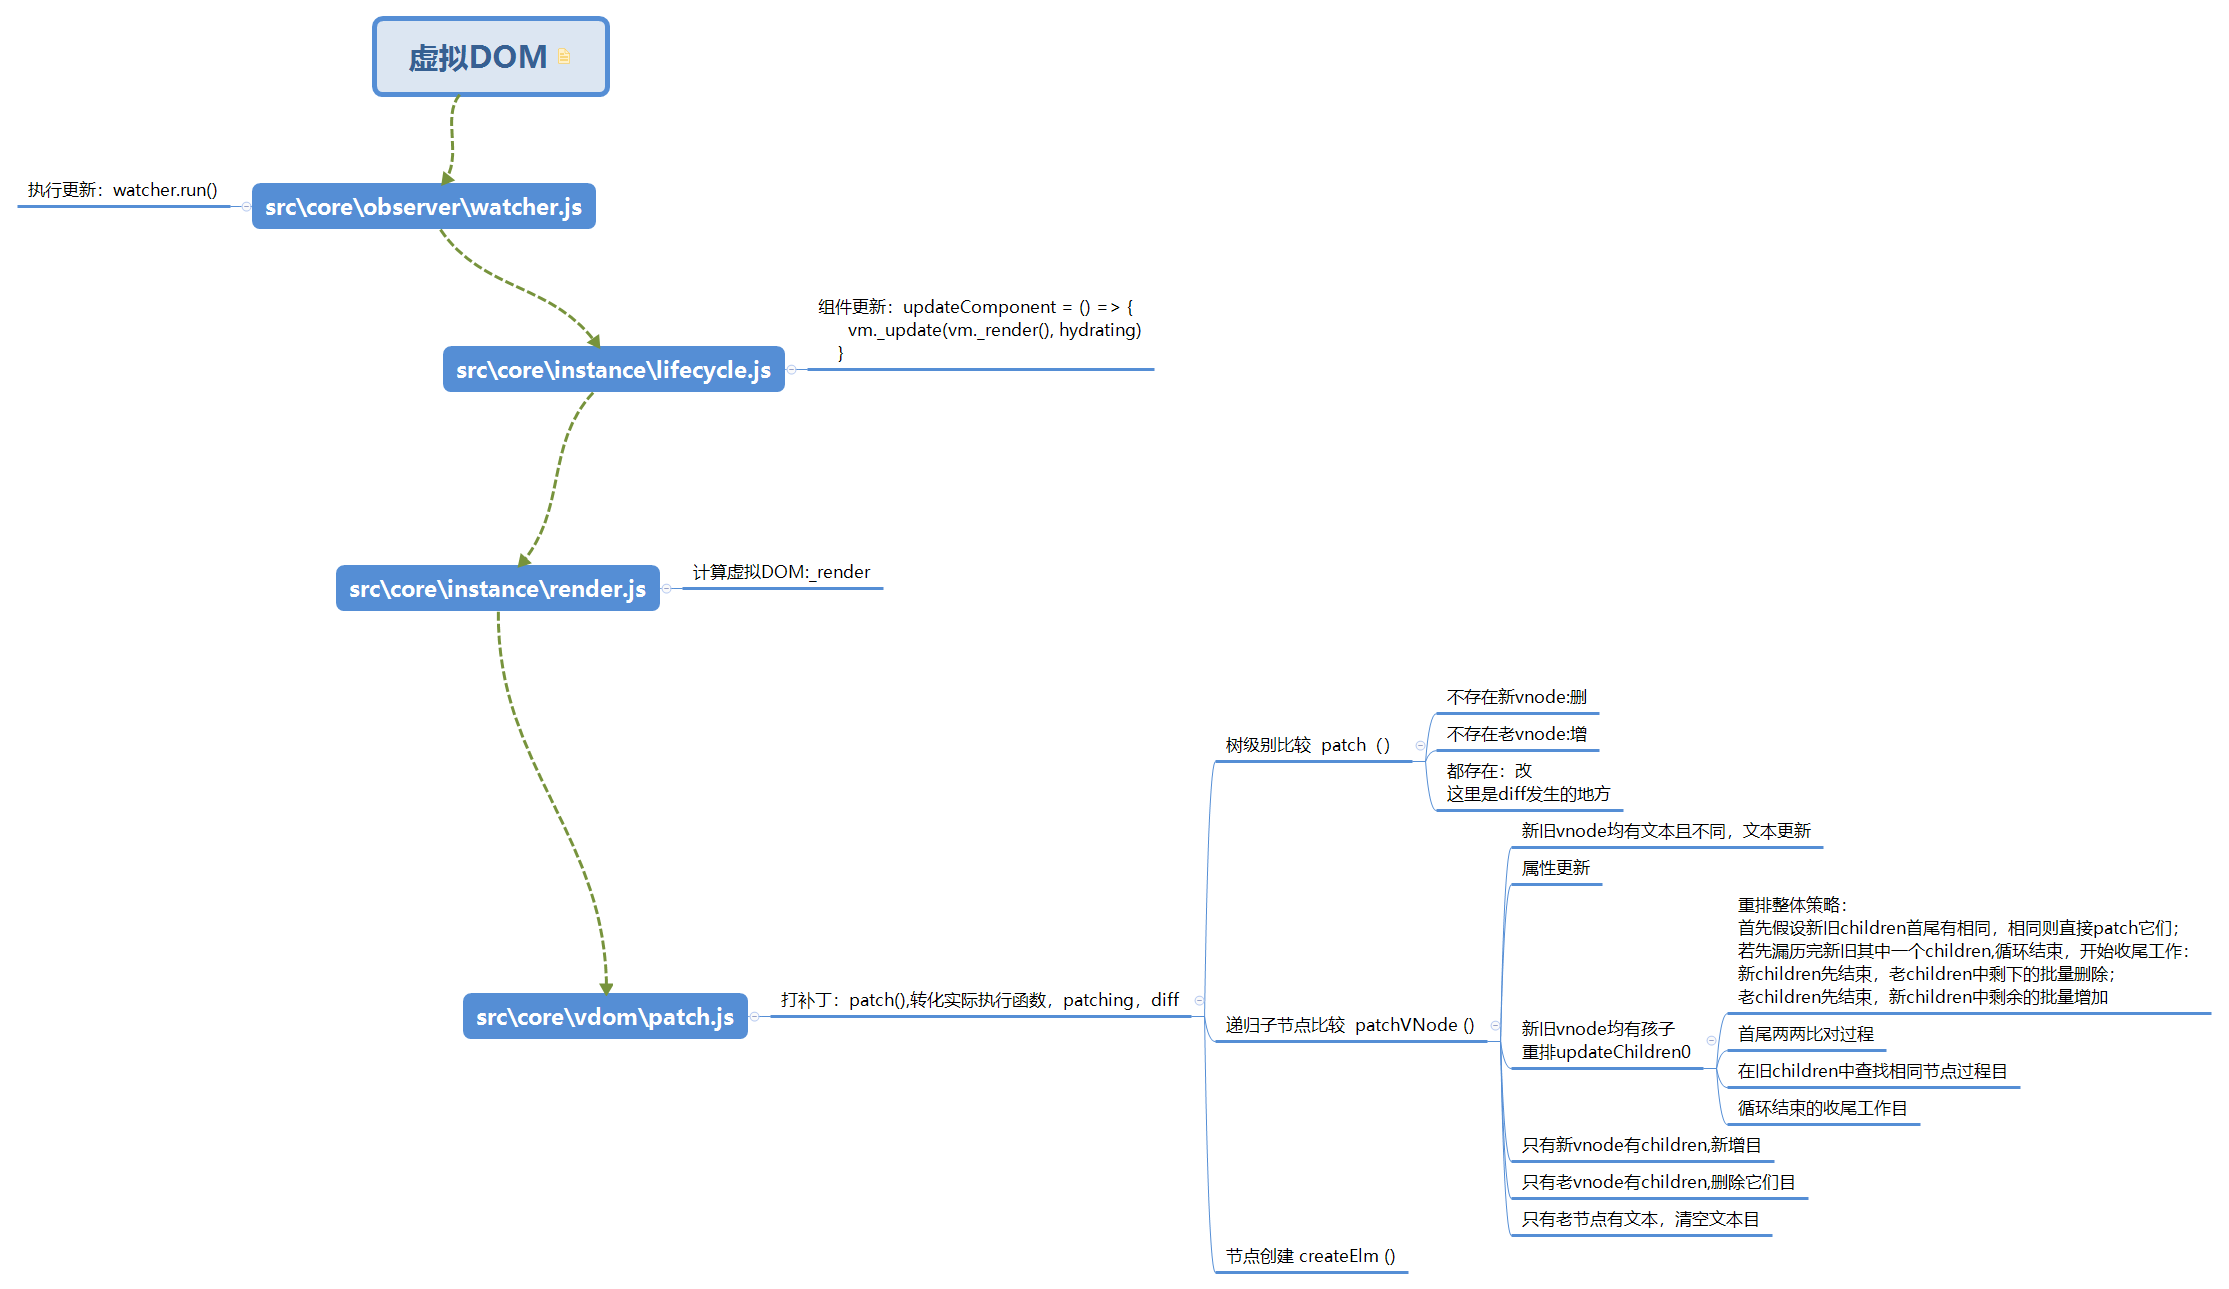 虚拟DOM
执行更新：watcher.run()
src\core\observer\watcher.js
组件更新：updateComponent = () => {
vm._update(vm._render(), hydrating)
}
src\core\instance\lifecycle.js
src\core\instance\render.js
计算虚拟DOM:_render
src\core\vdom\patch.js
打补丁：patch(),转化实际执行函数，patching，diff
树级别比较  patch（）
不存在新vnode:删
不存在老vnode:增
都存在：改
这里是diff发生的地方
递归子节点比较  patchVNode ()
新旧vnode均有文本且不同，文本更新
属性更新
新旧vnode均有孩子
重排updateChildren0
重排整体策略：
首先假设新旧children首尾有相同，相同则直接patch它们；
若先漏历完新旧其中一个children,循环结束，开始收尾工作：
新children先结束，老children中剩下的批量删除；
老children先结束，新children中剩余的批量增加
首尾两两比对过程
在旧children中查找相同节点过程目
循环结束的收尾工作目
只有新vnode有children,新增目
只有老vnode有children,删除它们目
只有老节点有文本，清空文本目
节点创建 createElm ()